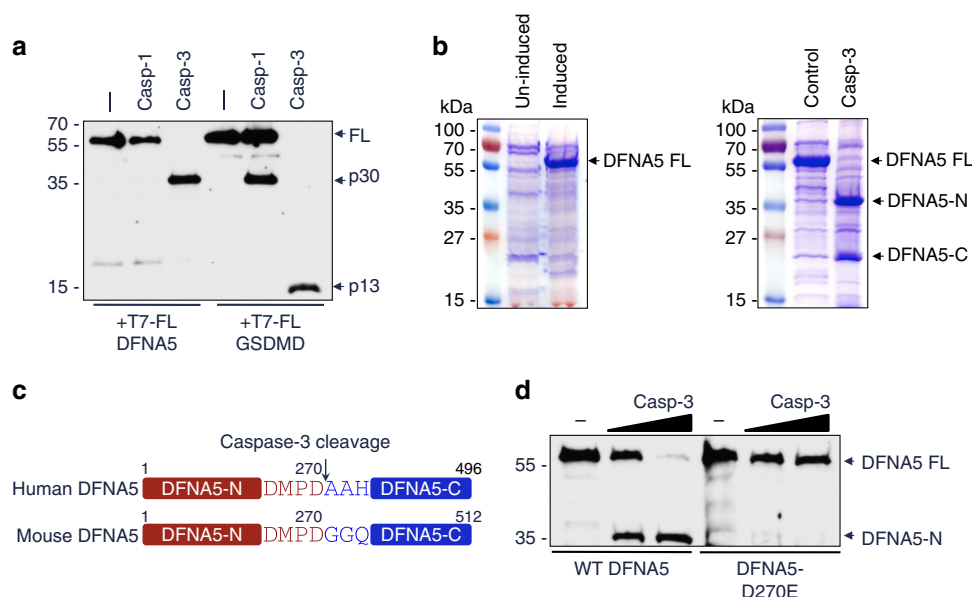 a
–
Casp-1
Casp-3
–
Casp-1
Casp-3
70 -
55 -
35 -
15 -
FL
p30
p13
+T7-FL
DFNA5
+T7-FL
GSDMD
b
kDa
Un-induced
Induced
100 -
70 -
55 -
35 -
27 -
15 -
DFNA5 FL
kDa
Control
Casp-3
100 -
70 -
55 -
35 -
27 -
15 -
DFNA5 FL
DFNA5-N
DFNA5-C
c
Caspase-3 cleavage
1 270 496
Human DFNA5 DFNA5-N DMPDAAH DFNA5-C
1 270 512
Mouse DFNA5 DFNA5-N DMPDGGQ DFNA5-C
d
– Casp-3 – Casp-3
55 -
35 -
DFNA5 FL
DFNA5-N
WT DFNA5
DFNA5-
D270E